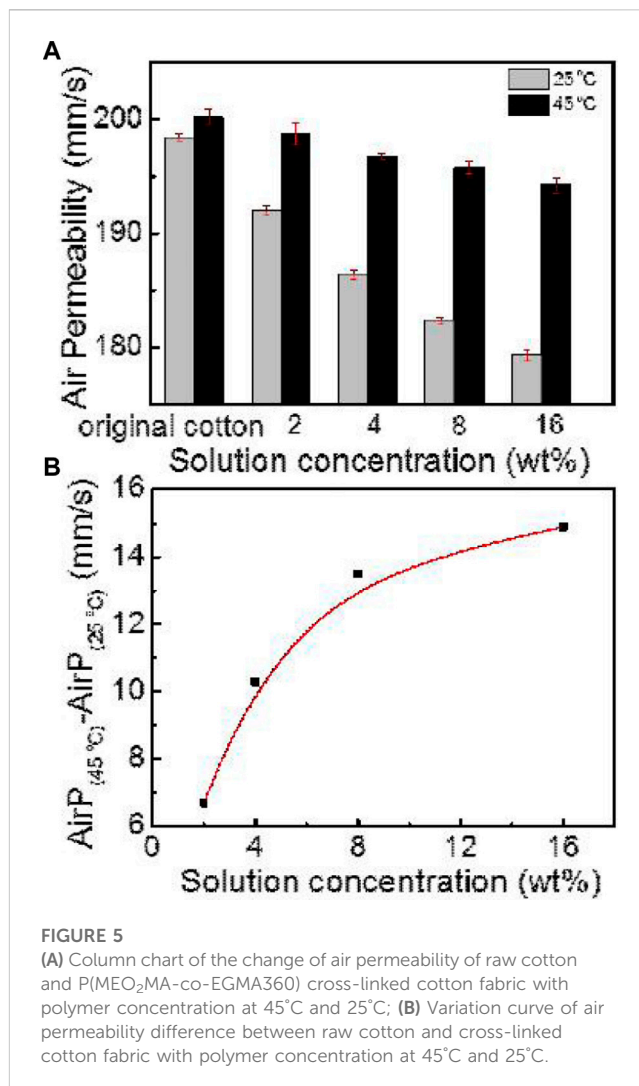 A
Air Permeability (mm/s)
200
190
180
25 °C
45 °C
original cotton 2 4 8 16
Solution concentration (wt%)
B
AirP(45 °C)-AirP(25 °C) (mm/s)
16
14
12
10
8
6
0 4 8 12 16
Solution concentration (wt%)
FIGURE 5
(A) Column chart of the change of air permeability of raw cotton
and P(MEO₂MA-co-EGMA360) cross-linked cotton fabric with
polymer concentration at 45°C and 25°C; (B) Variation curve of air
permeability difference between raw cotton and cross-linked
cotton fabric with polymer concentration at 45°C and 25°C.